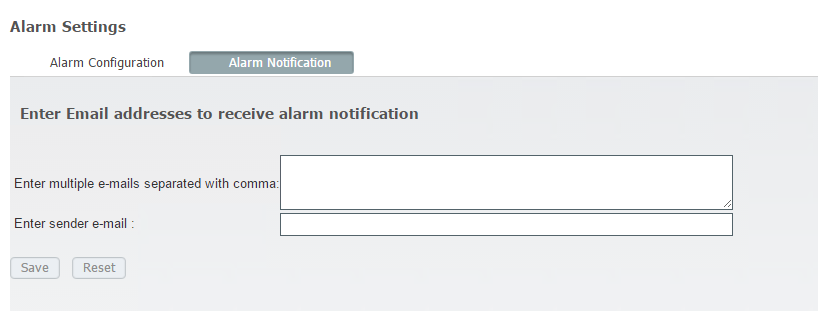 Alarm Settings
Alarm Configuration Alarm Notification
Enter Email addresses to receive alarm notification
Enter multiple e-mails separated with comma:
Enter sender e-mail :
Save Reset